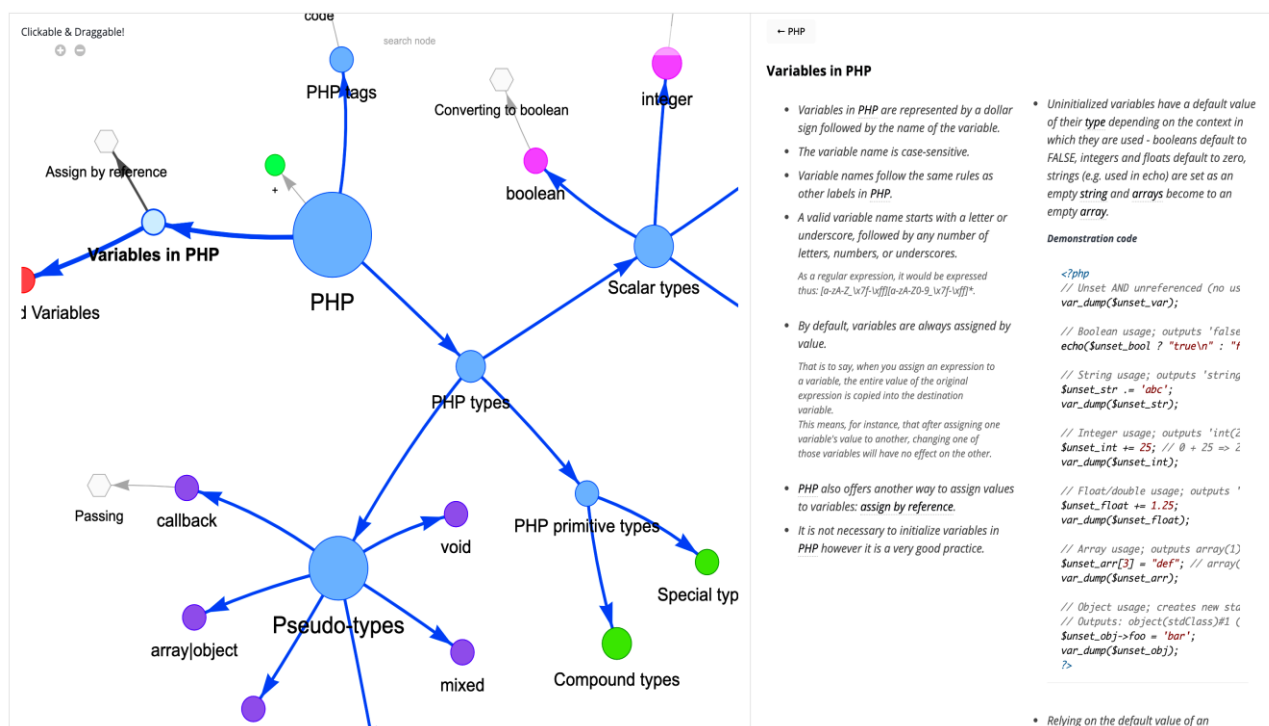 Clickable & Draggable!
code
search node
PHP tags
Converting to boolean
integer
Assign by reference
+
boolean
Variables in PHP
PHP
Scalar types
d Variables
PHP types
Passing
callback
void
PHP primitive types
Special typ
Pseudo-types
array|object
mixed
Compound types
← PHP
Variables in PHP
Variables in PHP are represented by a dollar
sign followed by the name of the variable.
The variable name is case-sensitive.
Variable names follow the same rules as
other labels in PHP.
A valid variable name starts with a letter or
underscore, followed by any number of
letters, numbers, or underscores.
As a regular expression, it would be expressed
thus: [a-zA-Z_\x7f-\xff][a-zA-Z0-9_\x7f-\xff]*.
By default, variables are always assigned by
value.
That is to say, when you assign an expression to
a variable, the entire value of the original
expression is copied into the destination
variable.
This means, for instance, that after assigning one
variable's value to another, changing one of
those variables will have no effect on the other.
PHP also offers another way to assign values
to variables: assign by reference.
It is not necessary to initialize variables in
PHP however it is a very good practice.
Uninitialized variables have a default value
of their type depending on the context in
which they are used - booleans default to
FALSE, integers and floats default to zero,
strings (e.g. used in echo) are set as an
empty string and arrays become to an
empty array.
Demonstration code
<?php
// Unset AND unreferenced (no us
var_dump($unset_var);
// Boolean usage; outputs 'false
echo($unset_bool ? "true\n" : "f
// String usage; outputs 'string
$unset_str .= 'abc';
var_dump($unset_str);
// Integer usage; outputs 'int(2
$unset_int += 25; // 0 + 25 => 2
var_dump($unset_int);
// Float/double usage; outputs '
$unset_float += 1.25;
var_dump($unset_float);
// Array usage; outputs array(1)
$unset_arr[3] = "def"; // array(
var_dump($unset_arr);
// Object usage; creates new std
// Outputs: object(stdClass)#1 (
$unset_obj->foo = 'bar';
var_dump($unset_obj);
?>
Relying on the default value of an